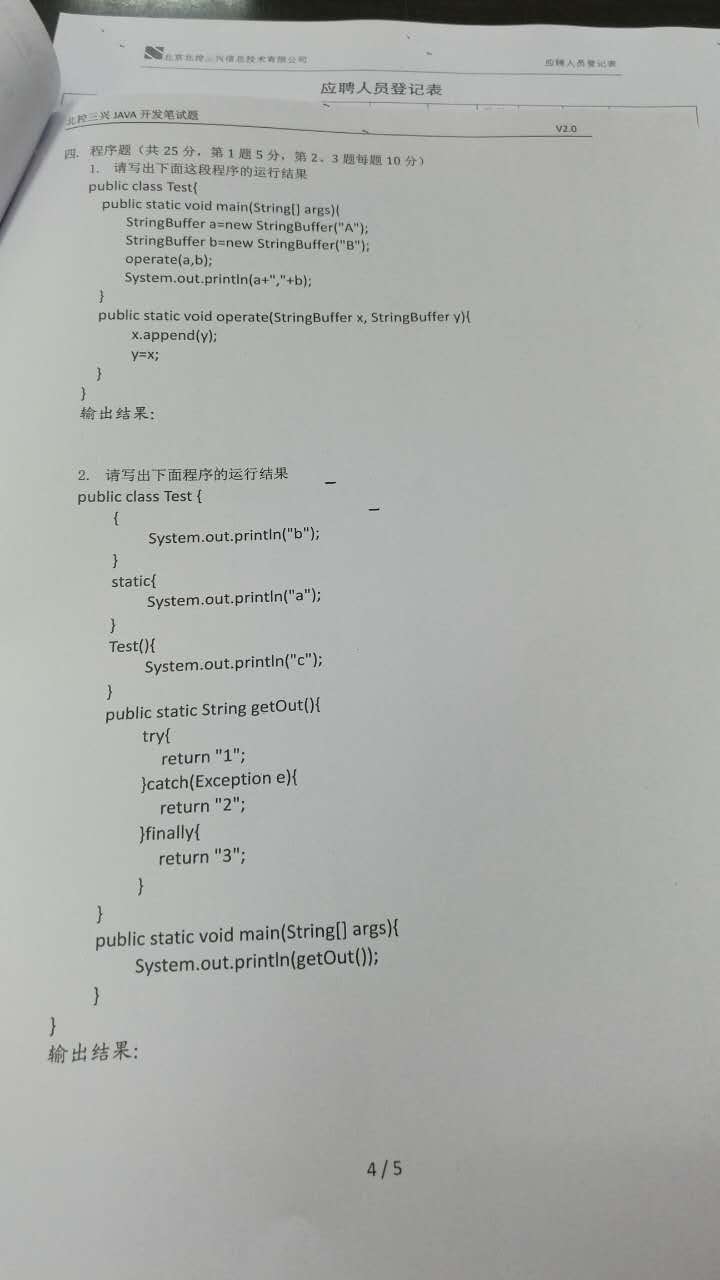 北京北控三兴信息技术有限公司 应聘人员登记表
应聘人员登记表
北控三兴 JAVA 开发笔试题 V2.0
四. 程序题（共 25 分，第 1 题 5 分，第 2、3 题每题 10 分）
1. 请写出下面这段程序的运行结果
public class Test{
public static void main(String[] args){
StringBuffer a=new StringBuffer("A");
StringBuffer b=new StringBuffer("B");
operate(a,b);
System.out.println(a+","+b);
}
public static void operate(StringBuffer x, StringBuffer y){
x.append(y);
y=x;
}
}
输出结果:
2. 请写出下面程序的运行结果
public class Test {
{
System.out.println("b");
}
static{
System.out.println("a");
}
Test(){
System.out.println("c");
}
public static String getOut(){
try{
return "1";
}catch(Exception e){
return "2";
}finally{
return "3";
}
}
public static void main(String[] args){
System.out.println(getOut());
}
}
输出结果:
4 / 5